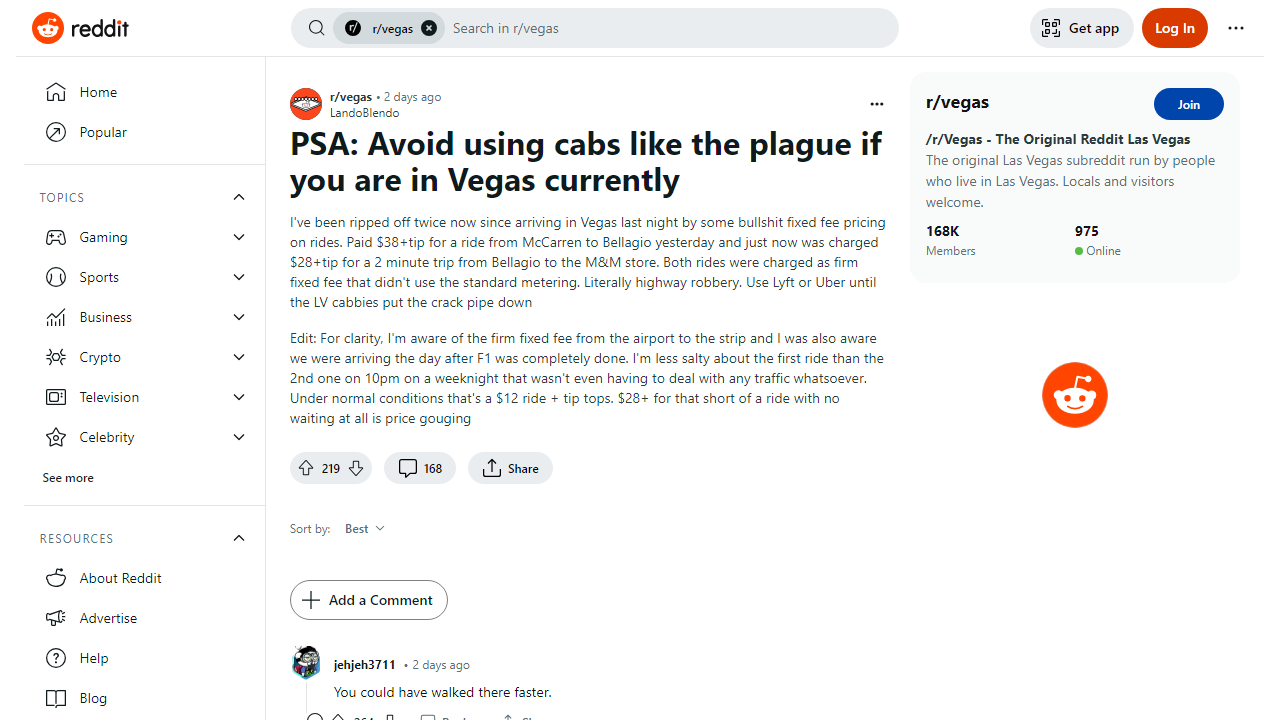 reddit
r/vegas
Search in r/vegas
Get app
Log In
Home
Popular
TOPICS
Gaming
Sports
Business
Crypto
Television
Celebrity
See more
RESOURCES
About Reddit
Advertise
Help
Blog
r/vegas • 2 days ago
LandoBlendo
PSA: Avoid using cabs like the plague if
you are in Vegas currently
I've been ripped off twice now since arriving in Vegas last night by some bullshit fixed fee pricing
on rides. Paid $38+tip for a ride from McCarren to Bellagio yesterday and just now was charged
$28+tip for a 2 minute trip from Bellagio to the M&M store. Both rides were charged as firm
fixed fee that didn't use the standard metering. Literally highway robbery. Use Lyft or Uber until
the LV cabbies put the crack pipe down
Edit: For clarity, I'm aware of the firm fixed fee from the airport to the strip and I was also aware
we were arriving the day after F1 was completely done. I'm less salty about the first ride than the
2nd one on 10pm on a weeknight that wasn't even having to deal with any traffic whatsoever.
Under normal conditions that's a $12 ride + tip tops. $28+ for that short of a ride with no
waiting at all is price gouging
219
168
Share
Sort by: Best
Add a Comment
jehjeh3711 • 2 days ago
You could have walked there faster.
r/vegas
Join
/r/Vegas - The Original Reddit Las Vegas
The original Las Vegas subreddit run by people
who live in Las Vegas. Locals and visitors
welcome.
168K
Members
975
Online